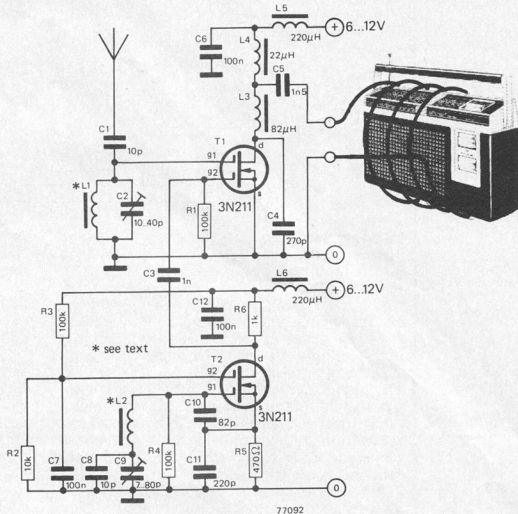 L5
+ 6...12V
220µH
C6
100n
L4
22µH
C5
1n5
L3
82µH
C1
10p
T1
d
g1
g2
s
3N211
* L1
C2
10..40p
R1
100k
C4
270p
0
C3
1n
L6
+ 6...12V
220µH
C12
100n
R6
1k
R3
100k
* see text
T2
d
g2
g1
s
3N211
* L2
C10
82p
R2
10k
C7
100n
C8
10p
C9
7..80p
R4
100k
C11
220p
R5
470Ω
0
77092